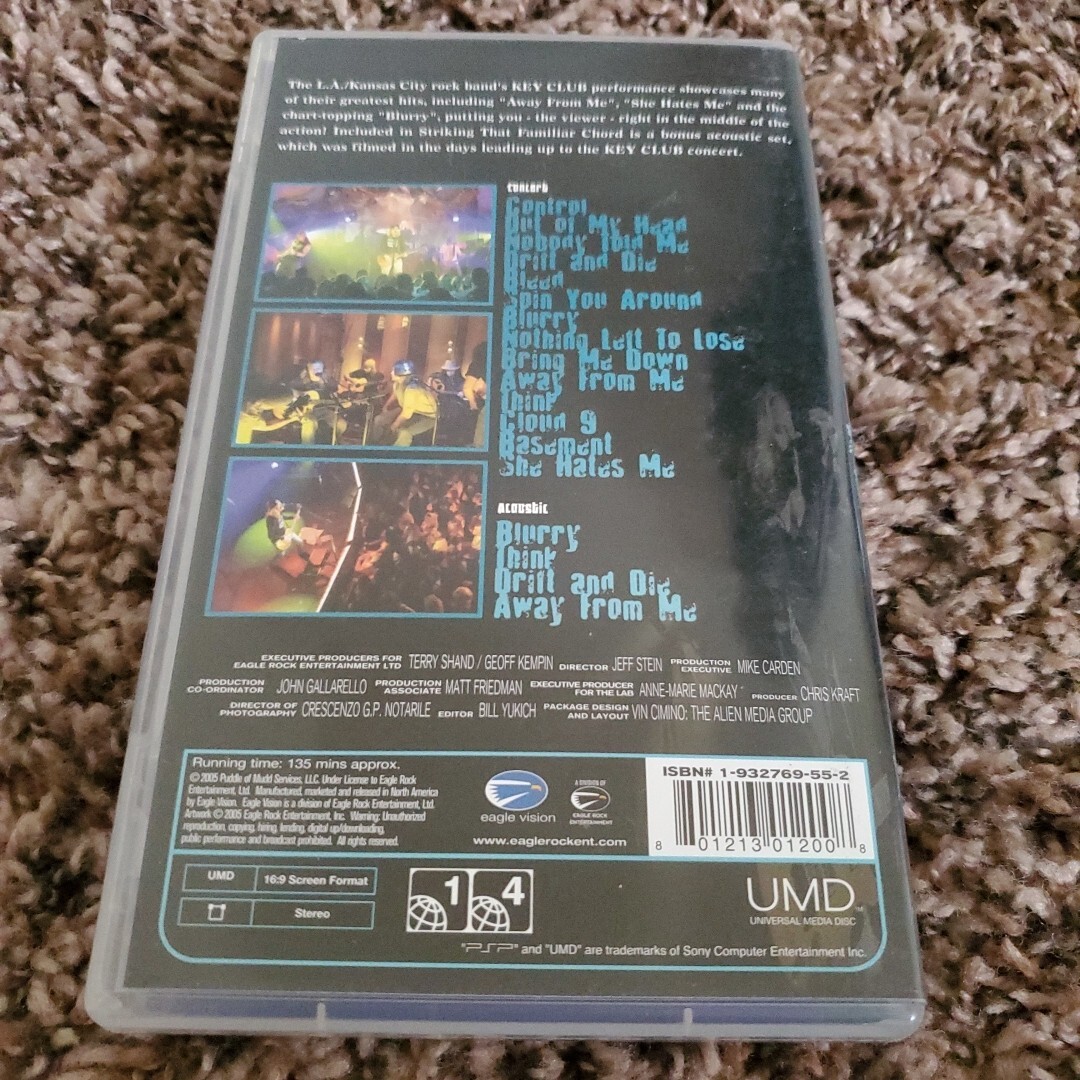 The L.A./Kansas City rock band's KEY CLUB performance showcases many
of their greatest hits, including "Away From Me", "She Hates Me" and the
chart-topping "Blurry", putting you - the viewer - right in the middle of the
action! Included in Striking That Familiar Chord is a bonus acoustic set,
which was filmed in the days leading up to the KEY CLUB concert.
Concert
Control
Out of My Head
Nobody Told Me
Drift and Die
Bleed
Spin You Around
Blurry
Nothing Left To Lose
Bring Me Down
Away From Me
Think
Cloud 9
Basement
She Hates Me
Acoustic
Blurry
Think
Drift and Die
Away From Me
EXECUTIVE PRODUCERS FOR EAGLE ROCK ENTERTAINMENT LTD TERRY SHAND / GEOFF KEMPIN DIRECTOR JEFF STEIN PRODUCTION EXECUTIVE MIKE CARDEN
PRODUCTION CO-ORDINATOR JOHN GALLARELLO PRODUCTION ASSOCIATE MATT FRIEDMAN EXECUTIVE PRODUCER FOR THE LAB ANNE-MARIE MACKAY PRODUCER CHRIS KRAFT
DIRECTOR OF PHOTOGRAPHY CRESCENZO G.P. NOTARILE EDITOR BILL YUKICH PACKAGE DESIGN AND LAYOUT VIN CIMINO: THE ALIEN MEDIA GROUP
Running time: 135 mins approx.
© 2005 Puddle of Mudd Services, LLC. Under License to Eagle Rock
Entertainment, Ltd. Manufactured, marketed and released in North America
by Eagle Vision. Eagle Vision is a division of Eagle Rock Entertainment, Ltd.
Artwork © 2005 Eagle Rock Entertainment, Inc. Warning: Unauthorized
reproduction, copying, hiring, lending, digital up/downloading,
public performance and broadcast prohibited. All rights reserved.
eagle vision
A DIVISION OF
EAGLE ROCK
ENTERTAINMENT
www.eaglerockent.com
ISBN# 1-932769-55-2
8 01213 01200 8
UMD 16:9 Screen Format
Stereo
1 4
UMD™
UNIVERSAL MEDIA DISC
"PSP" and "UMD" are trademarks of Sony Computer Entertainment Inc.